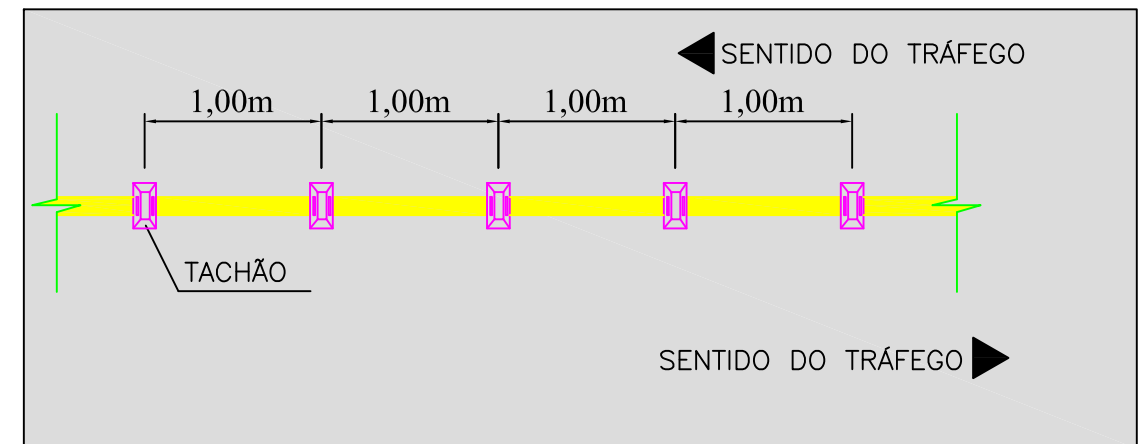 SENTIDO DO TRÁFEGO
1,00m 1,00m 1,00m 1,00m
TACHÃO
SENTIDO DO TRÁFEGO